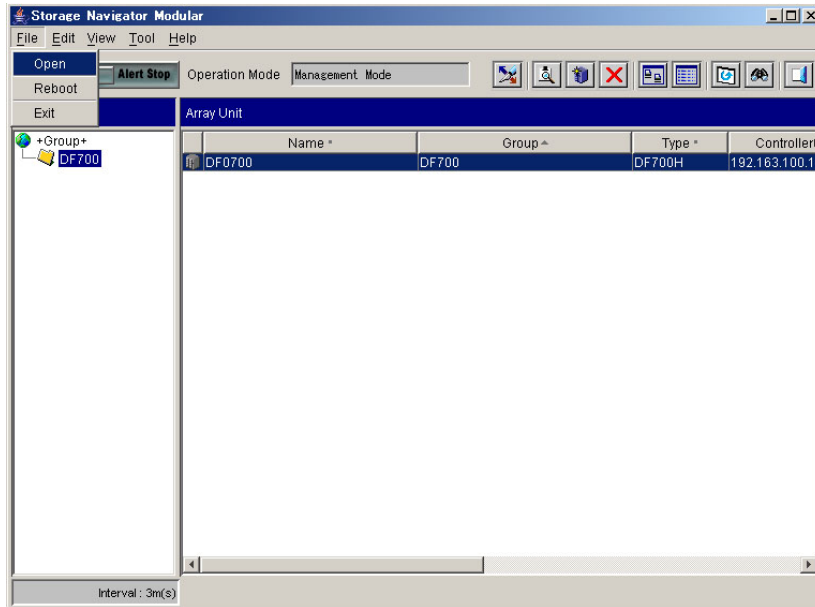 Storage Navigator Modular
File Edit View Tool Help
Open
Reboot
Exit
Alert Stop
Operation Mode
Management Mode
Array Unit
+Group+
DF700
Name Group Type Controller
DF0700 DF700 DF700H 192.163.100.1
Interval : 3m(s)